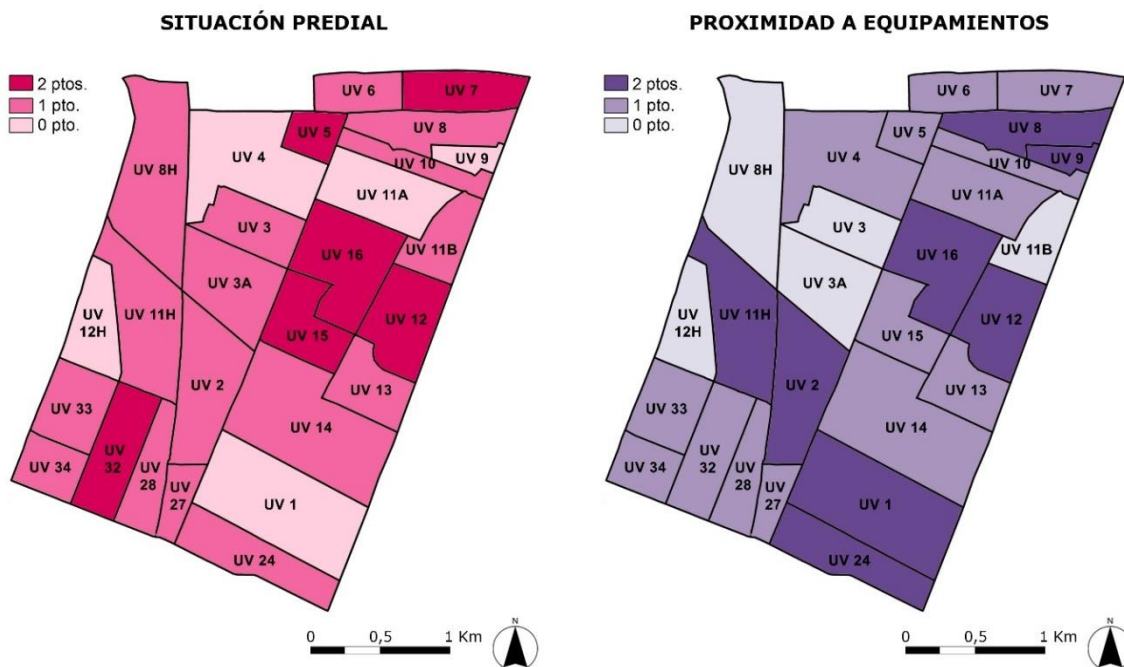 SITUACIÓN PREDIAL
2 ptos.
1 pto.
0 pto.
UV 6
UV 7
UV 5
UV 8
UV 4
UV 10
UV 9
UV 8H
UV 11A
UV 3
UV 16
UV 11B
UV 3A
UV
12H
UV 11H
UV 15
UV 12
UV 2
UV 13
UV 33
UV 14
UV 34
UV
32
UV
28
UV
27
UV 1
UV 24
0 0,5 1 Km
N
PROXIMIDAD A EQUIPAMIENTOS
2 ptos.
1 pto.
0 pto.
UV 6
UV 7
UV 5
UV 8
UV 4
UV 10
UV 9
UV 8H
UV 11A
UV 3
UV 16
UV 11B
UV 3A
UV
12H
UV 11H
UV 15
UV 12
UV 2
UV 13
UV 33
UV 14
UV 34
UV
32
UV
28
UV
27
UV 1
UV 24
0 0,5 1 Km
N